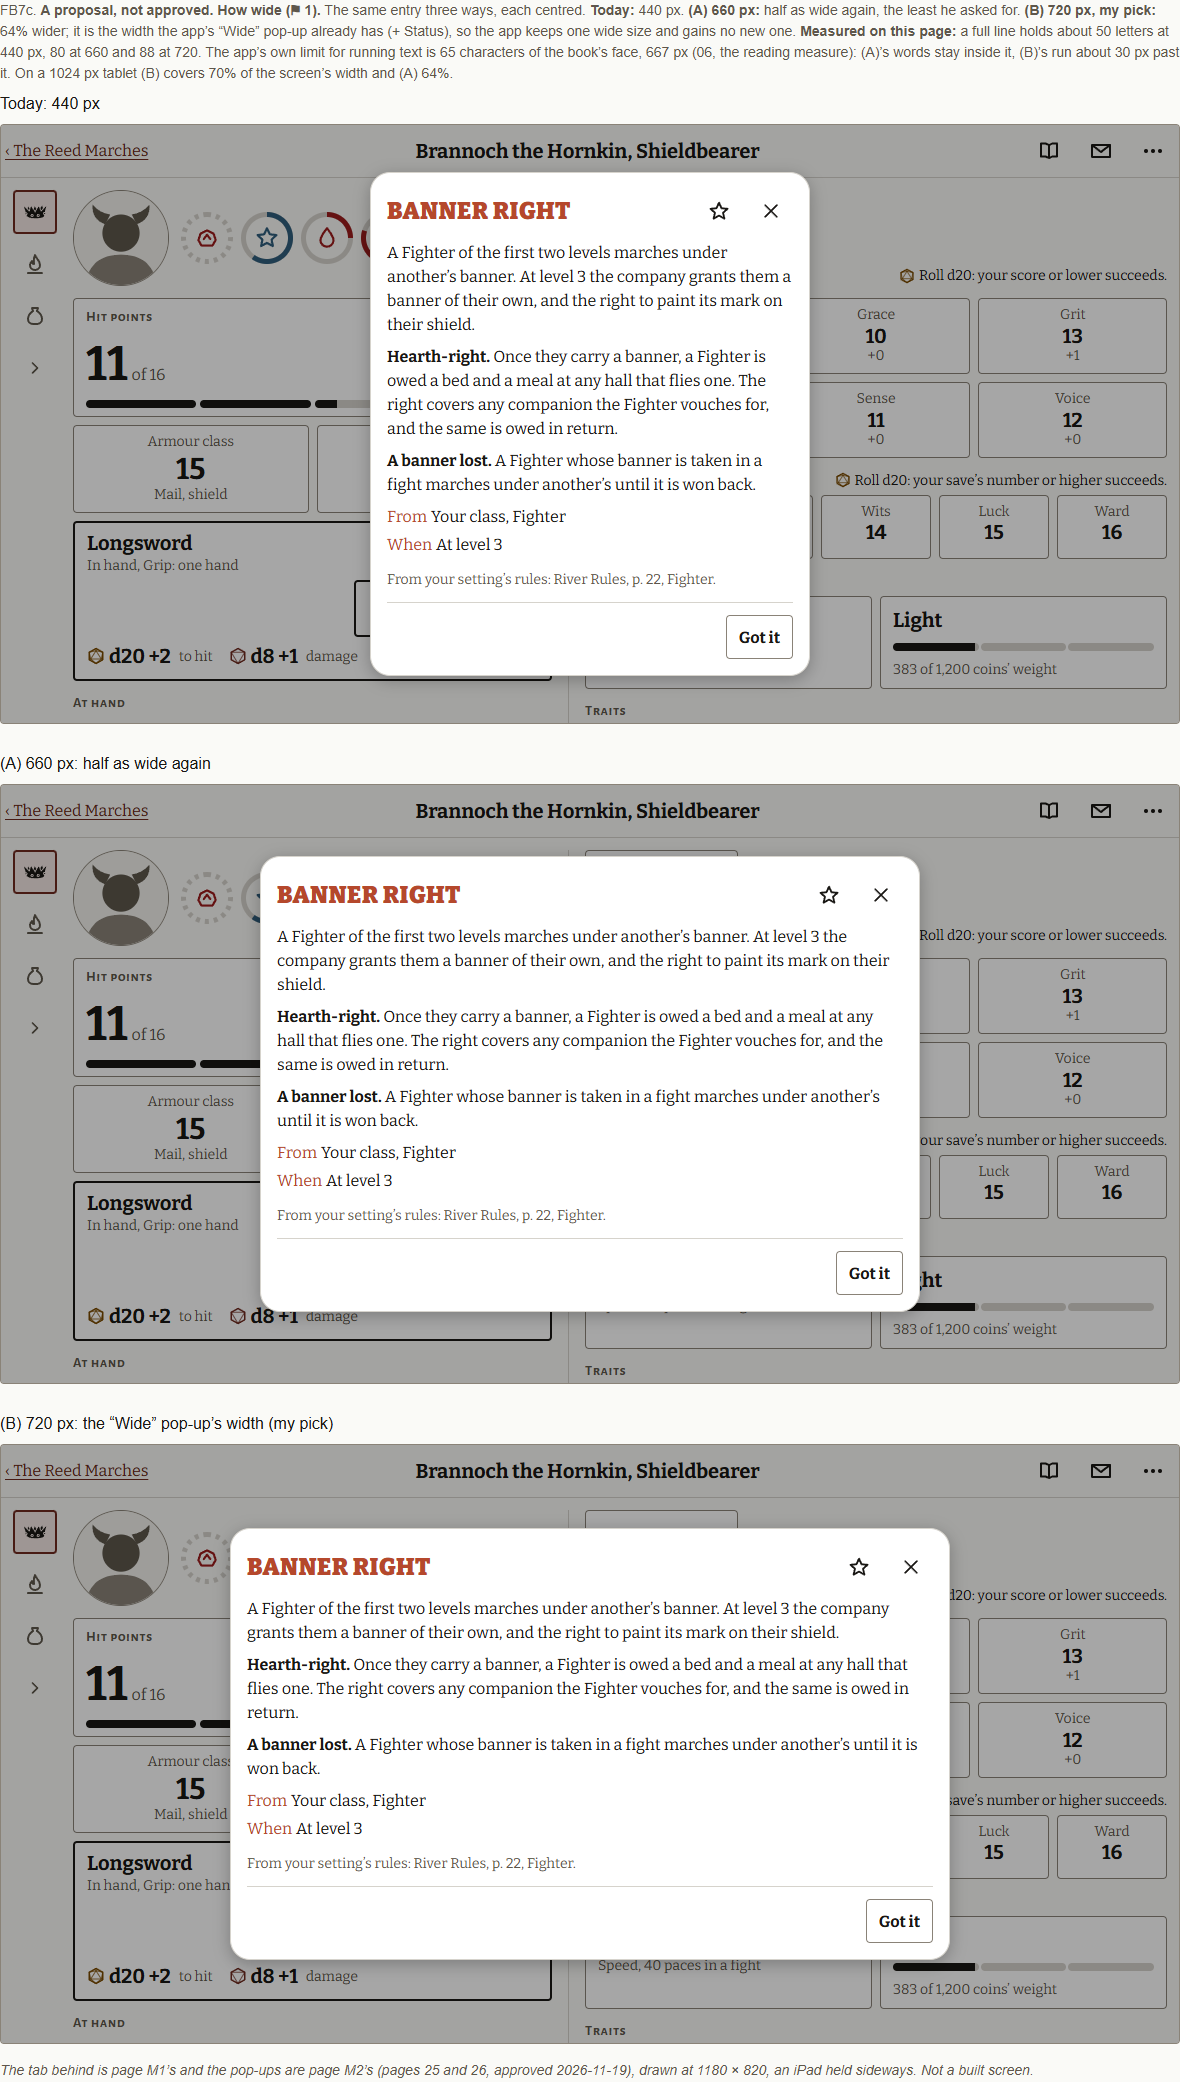 FB7c. A proposal, not approved. How wide (⚑ 1). The same entry three ways, each centred. Today: 440 px. (A) 660 px: half as wide again, the least he asked for. (B) 720 px, my pick:
64% wider; it is the width the app's “Wide” pop-up already has (+ Status), so the app keeps one wide size and gains no new one. Measured on this page: a full line holds about 50 letters at
440 px, 80 at 660 and 88 at 720. The app's own limit for running text is 65 characters of the book's face, 667 px (06, the reading measure): (A)'s words stay inside it, (B)'s run about 30 px past
it. On a 1024 px tablet (B) covers 70% of the screen's width and (A) 64%.
Today: 440 px
‹ The Reed Marches
Brannoch the Hornkin, Shieldbearer
BANNER RIGHT
A Fighter of the first two levels marches under
another’s banner. At level 3 the company grants them a
banner of their own, and the right to paint its mark on
their shield.
Hearth-right. Once they carry a banner, a Fighter is
owed a bed and a meal at any hall that flies one. The
right covers any companion the Fighter vouches for,
and the same is owed in return.
A banner lost. A Fighter whose banner is taken in a
fight marches under another’s until it is won back.
From Your class, Fighter
When At level 3
From your setting’s rules: River Rules, p. 22, Fighter.
Got it
Hit points
11 of 16
Armour class
15
Mail, shield
Longsword
In hand, Grip: one hand
d20 +2 to hit d8 +1 damage
At hand
Roll d20: your score or lower succeeds.
Grace
10
+0
Grit
13
+1
Sense
11
+0
Voice
12
+0
Roll d20: your save’s number or higher succeeds.
Wits
14
Luck
15
Ward
16
Light
383 of 1,200 coins’ weight
Traits
(A) 660 px: half as wide again
‹ The Reed Marches
Brannoch the Hornkin, Shieldbearer
BANNER RIGHT
A Fighter of the first two levels marches under another’s banner. At level 3 the
company grants them a banner of their own, and the right to paint its mark on their
shield.
Hearth-right. Once they carry a banner, a Fighter is owed a bed and a meal at any
hall that flies one. The right covers any companion the Fighter vouches for, and the
same is owed in return.
A banner lost. A Fighter whose banner is taken in a fight marches under another’s
until it is won back.
From Your class, Fighter
When At level 3
From your setting’s rules: River Rules, p. 22, Fighter.
Got it
Hit points
11 of 16
Armour class
15
Mail, shield
Longsword
In hand, Grip: one hand
d20 +2 to hit d8 +1 damage
At hand
Roll d20: your score or lower succeeds.
Grit
13
+1
Voice
12
+0
our save’s number or higher succeeds.
Luck
15
Ward
16
ht
383 of 1,200 coins’ weight
Traits
(B) 720 px: the “Wide” pop-up’s width (my pick)
‹ The Reed Marches
Brannoch the Hornkin, Shieldbearer
BANNER RIGHT
A Fighter of the first two levels marches under another’s banner. At level 3 the company
grants them a banner of their own, and the right to paint its mark on their shield.
Hearth-right. Once they carry a banner, a Fighter is owed a bed and a meal at any hall that
flies one. The right covers any companion the Fighter vouches for, and the same is owed in
return.
A banner lost. A Fighter whose banner is taken in a fight marches under another’s until it is
won back.
From Your class, Fighter
When At level 3
From your setting’s rules: River Rules, p. 22, Fighter.
Got it
Hit points
11 of 16
Armour class
15
Mail, shield
Longsword
In hand, Grip: one han
d20 +2 to hit d8 +1 damage
At hand
d20: your score or lower succeeds.
Grit
13
+1
Voice
12
+0
save’s number or higher succeeds.
Luck
15
Ward
16
Speed, 40 paces in a fight
383 of 1,200 coins’ weight
Traits
The tab behind is page M1's and the pop-ups are page M2's (pages 25 and 26, approved 2026-11-19), drawn at 1180 × 820, an iPad held sideways. Not a built screen.